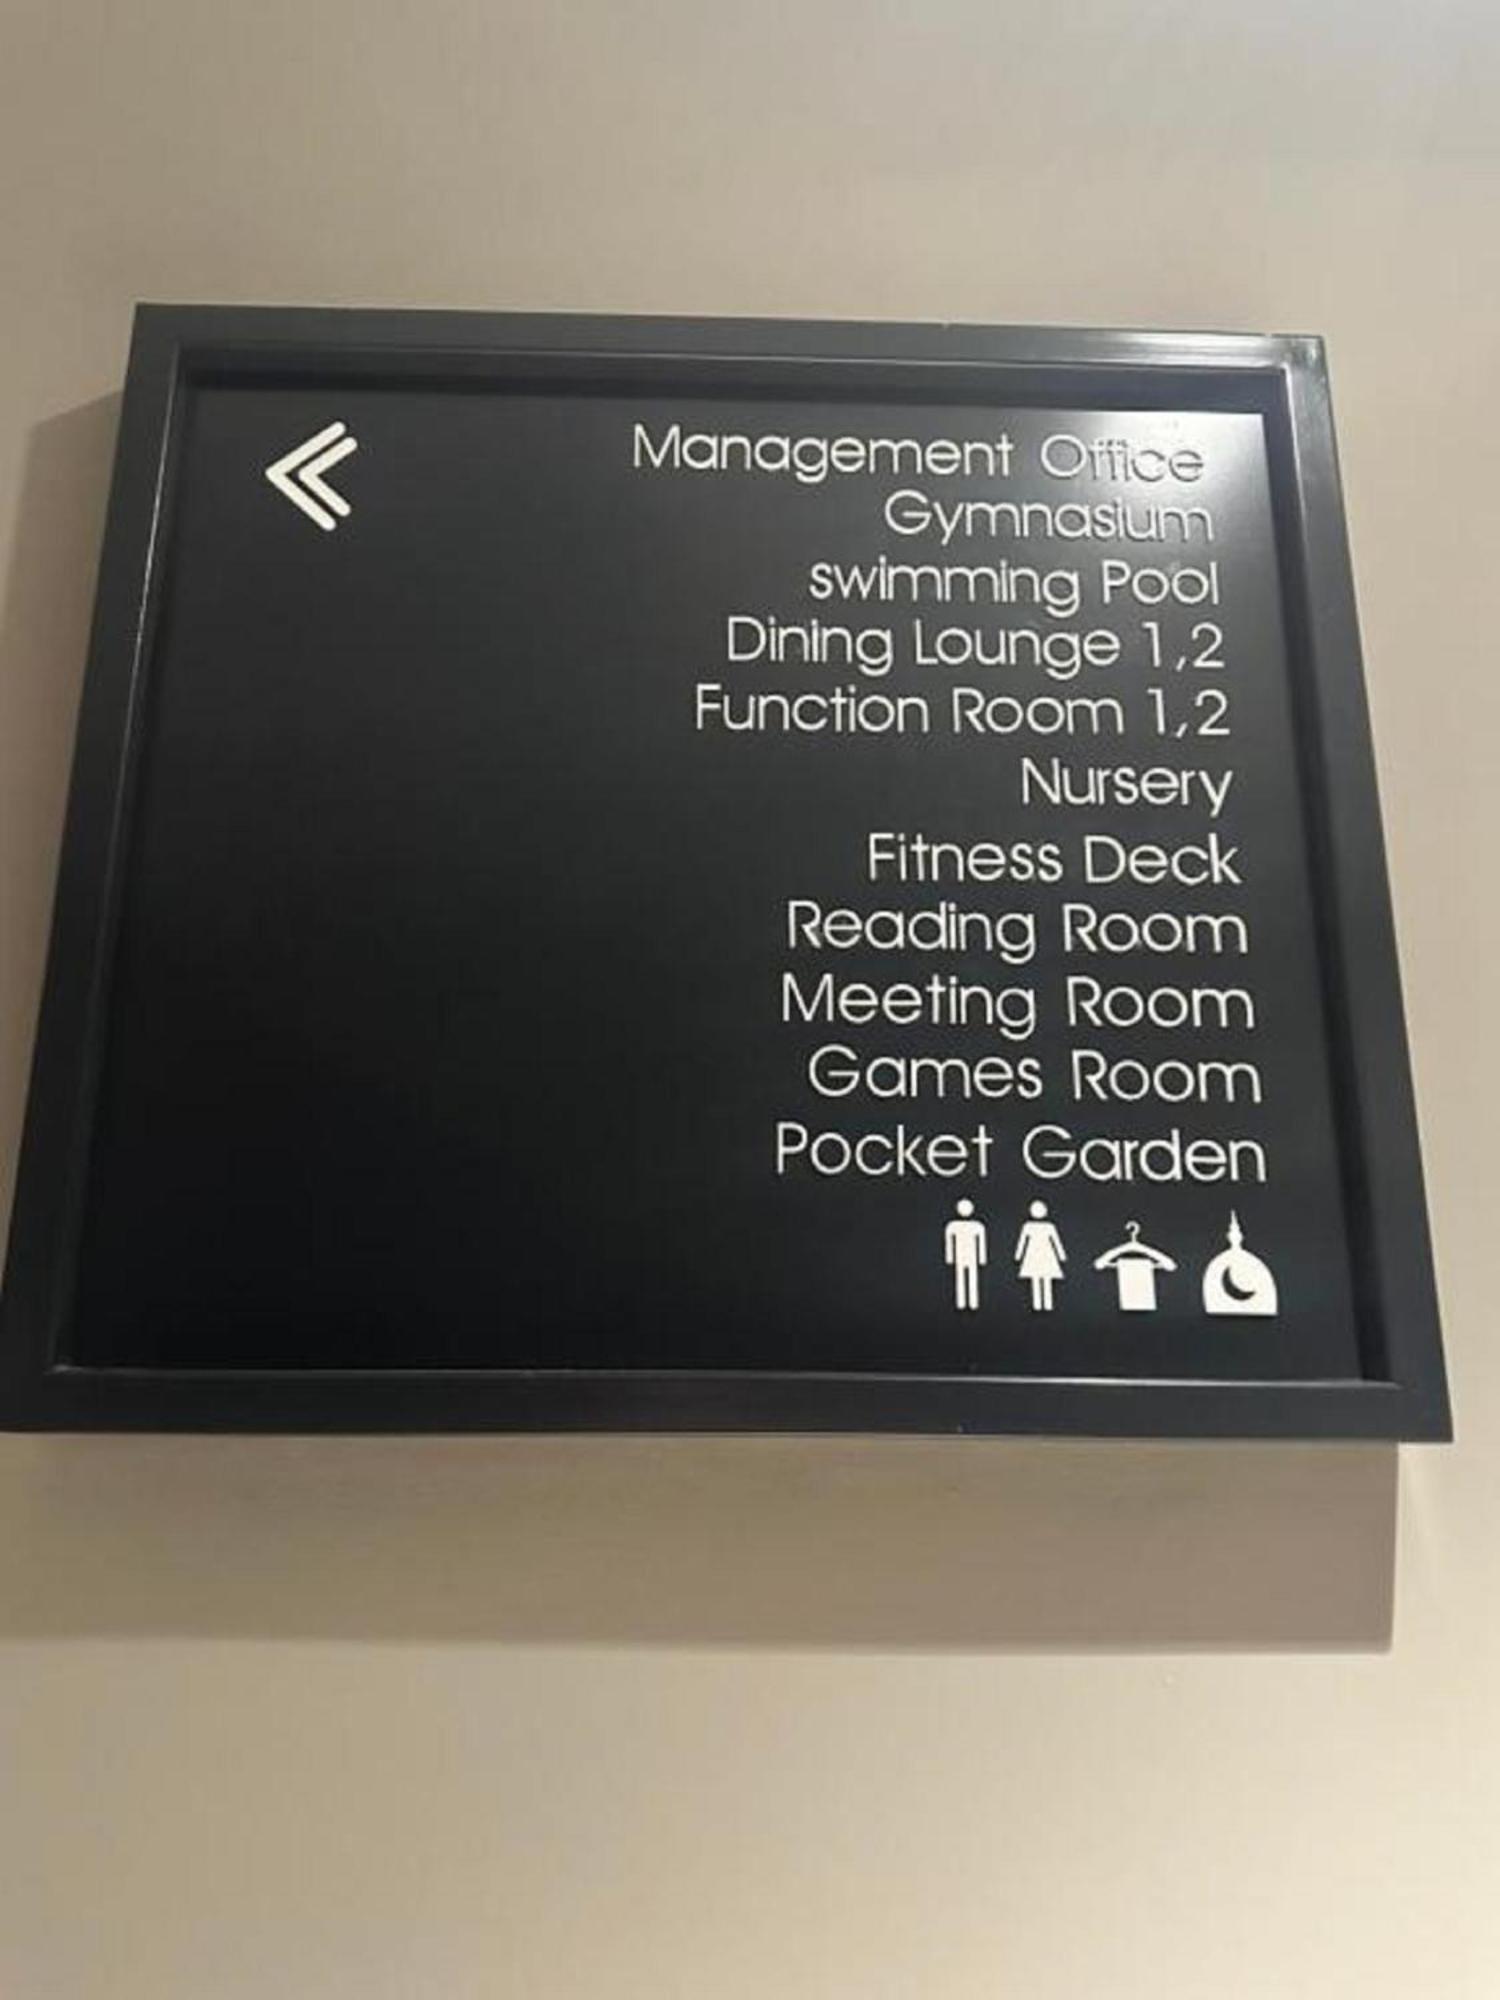 Management Office
Gymnasium
swimming Pool
Dining Lounge 1,2
Function Room 1,2
Nursery
Fitness Deck
Reading Room
Meeting Room
Games Room
Pocket Garden